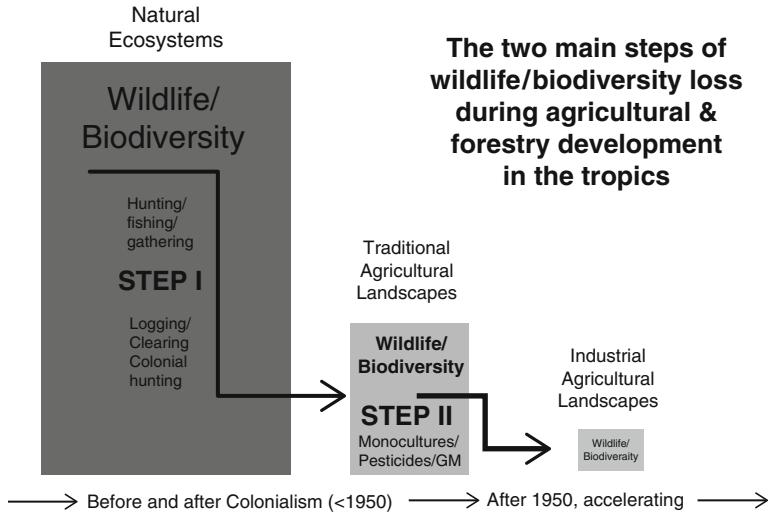 Natural
Ecosystems
The two main steps of
wildlife/biodiversity loss
during agricultural &
forestry development
in the tropics
Wildlife/
Biodiversity
Hunting/
fishing/
gathering
STEP I
Logging/
Clearing
Colonial
hunting
Traditional
Agricultural
Landscapes
Wildlife/
Biodiversity
STEP II
Monocultures/
Pesticides/GM
Industrial
Agricultural
Landscapes
Wildlife/
Biodiveraity
Before and after Colonialism (<1950)
After 1950, accelerating